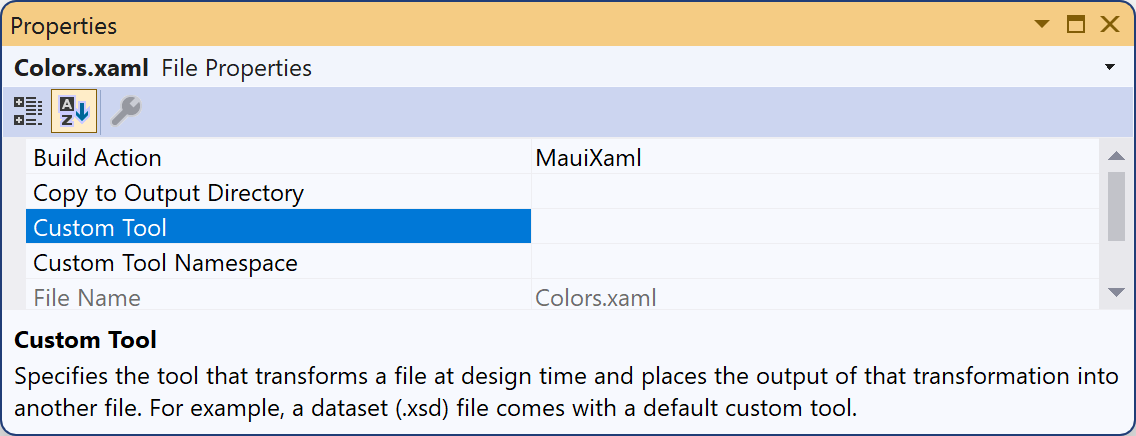 Properties
Colors.xaml File Properties
Build Action MauiXaml
Copy to Output Directory
Custom Tool
Custom Tool Namespace
File Name Colors.xaml
Custom Tool
Specifies the tool that transforms a file at design time and places the output of that transformation into
another file. For example, a dataset (.xsd) file comes with a default custom tool.